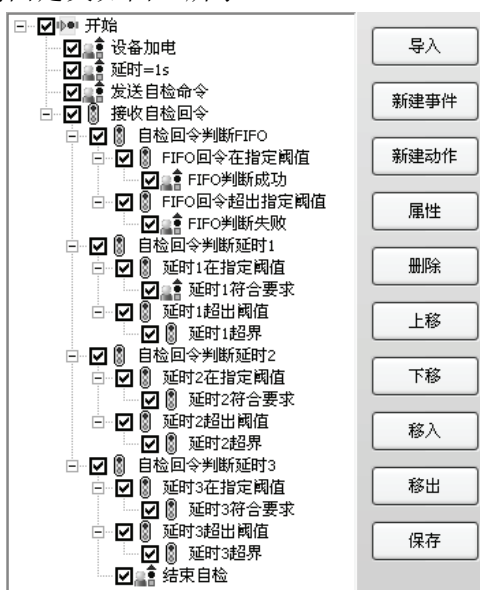 开始
设备加电
延时=1s
发送自检命令
接收自检回令
自检回令判断FIFO
FIFO回令在指定阈值
FIFO判断成功
FIFO回令超出指定阈值
FIFO判断失败
自检回令判断延时1
延时1在指定阈值
延时1符合要求
延时1超出阈值
延时1超界
自检回令判断延时2
延时2在指定阈值
延时2符合要求
延时2超出阈值
延时2超界
自检回令判断延时3
延时3在指定阈值
延时3符合要求
延时3超出阈值
延时3超界
结束自检
导入
新建事件
新建动作
属性
删除
上移
下移
移入
移出
保存